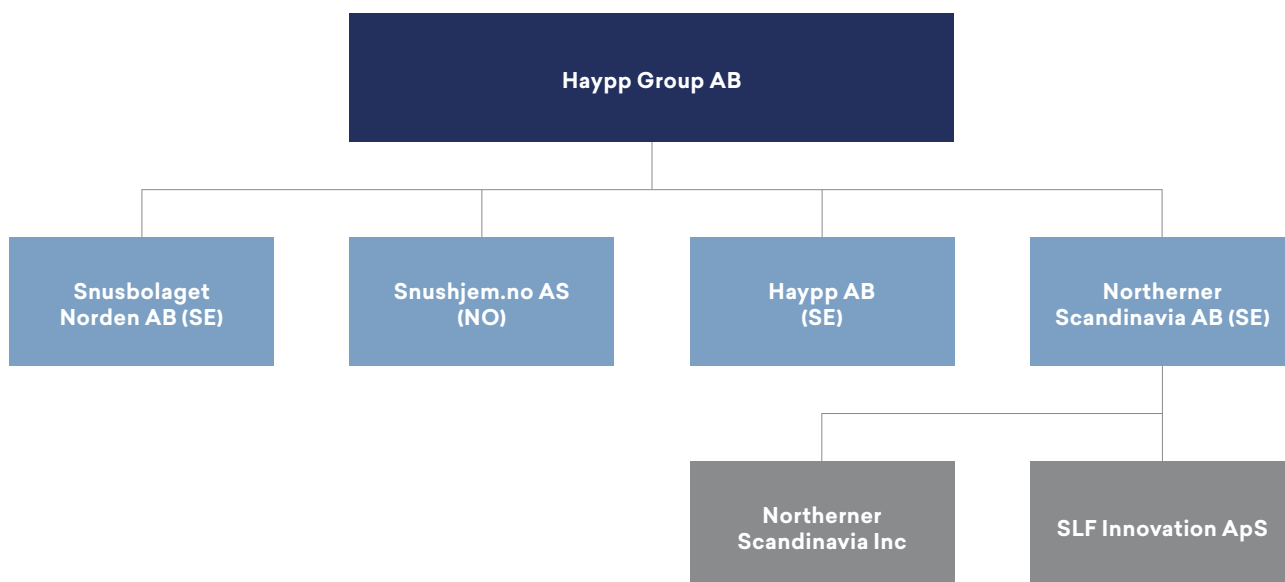 Haypp Group AB
Snusbolaget
Norden AB (SE)
Snushjem.no AS
(NO)
Haypp AB
(SE)
Northerner
Scandinavia AB (SE)
Northerner
Scandinavia Inc
SLF Innovation ApS